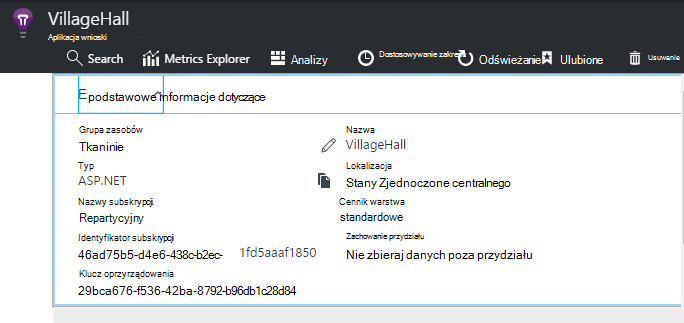 VillageHall
Aplikacja wnioski
Search Metrics Explorer Analizy Dostosowywanie zakres Odświeżanie Ulubione Usuwanie
E podstawowe informacje dotyczące
Grupa zasobów Nazwa
Tkaninie VillageHall
Typ Lokalizacja
ASP.NET Stany Zjednoczone centralnego
Nazwy subskrypcji Cennik warstwa
Repartycyjny standardowe
Identyfikator subskrypcji Zachowanie przydziału
46ad75b5-d4e6-438c-b2ec- 1fd5aaaf1850 Nie zbieraj danych poza przydziału
Klucz oprzyrządowania
29bca676-f536-42ba-8792-b96db1c28d84